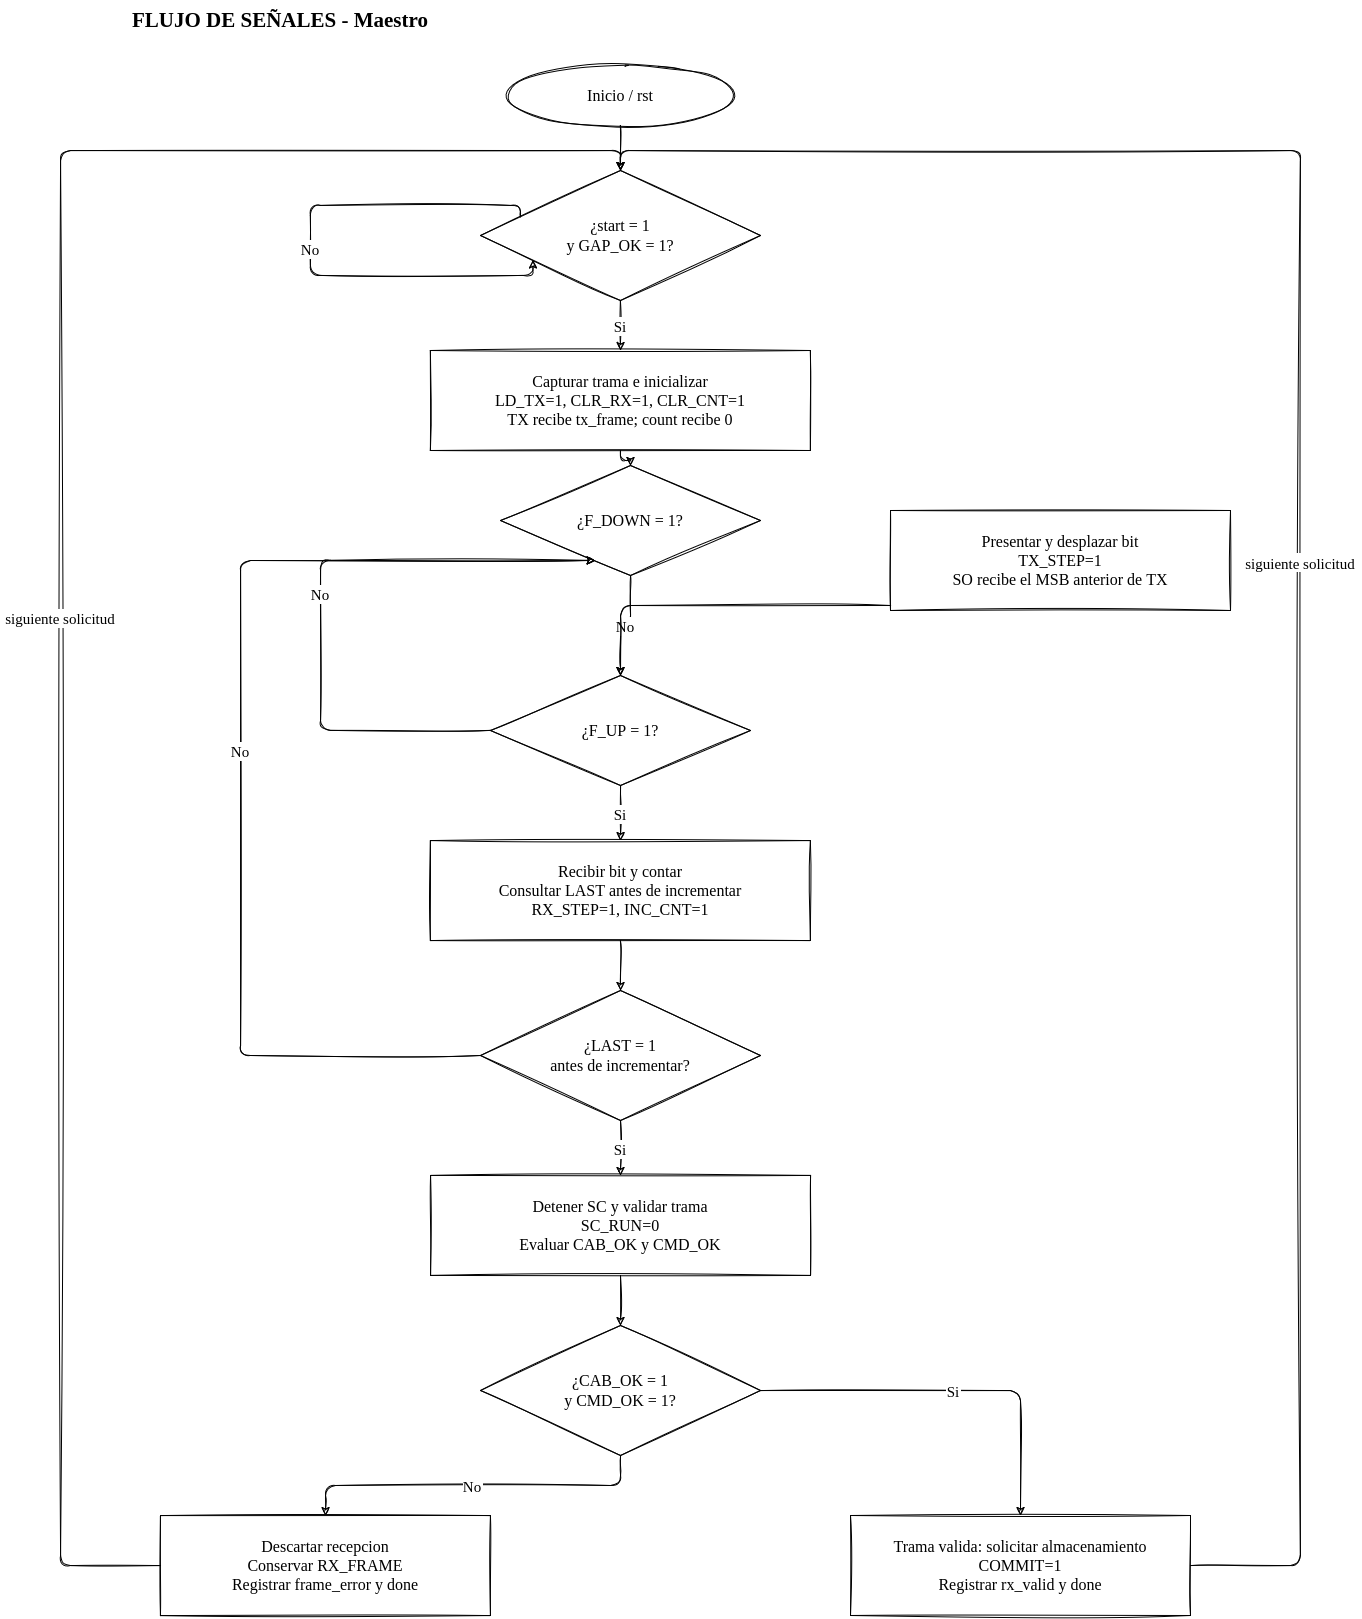 FLUJO DE SEÑALES - Maestro
Inicio / rst
¿start = 1
y GAP_OK = 1?
No
Si
Capturar trama e inicializar
LD_TX=1, CLR_RX=1, CLR_CNT=1
TX recibe tx_frame; count recibe 0
¿F_DOWN = 1?
Presentar y desplazar bit
TX_STEP=1
SO recibe el MSB anterior de TX
siguiente solicitud
No
siguiente solicitud
No
¿F_UP = 1?
No
Si
Recibir bit y contar
Consultar LAST antes de incrementar
RX_STEP=1, INC_CNT=1
¿LAST = 1
antes de incrementar?
Si
Detener SC y validar trama
SC_RUN=0
Evaluar CAB_OK y CMD_OK
¿CAB_OK = 1
y CMD_OK = 1?
Si
No
Descartar recepcion
Conservar RX_FRAME
Registrar frame_error y done
Trama valida: solicitar almacenamiento
COMMIT=1
Registrar rx_valid y done